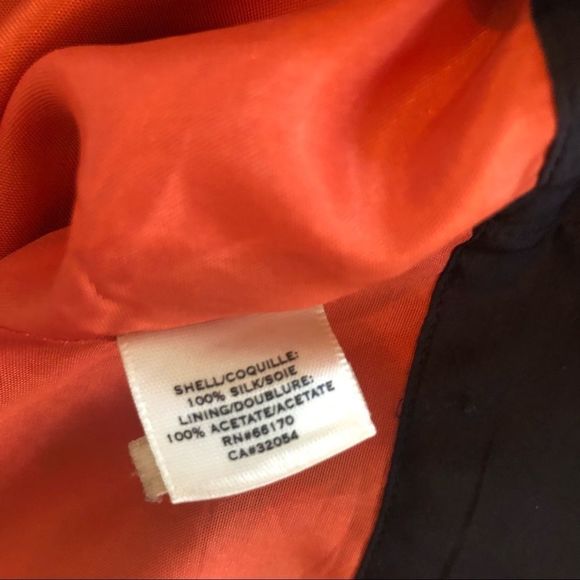 SHELL/COQUILLE:
100% SILK/SOIE
LINING/DOUBLURE:
100% ACETATE/ACETATE
RN#66170
CA#32054